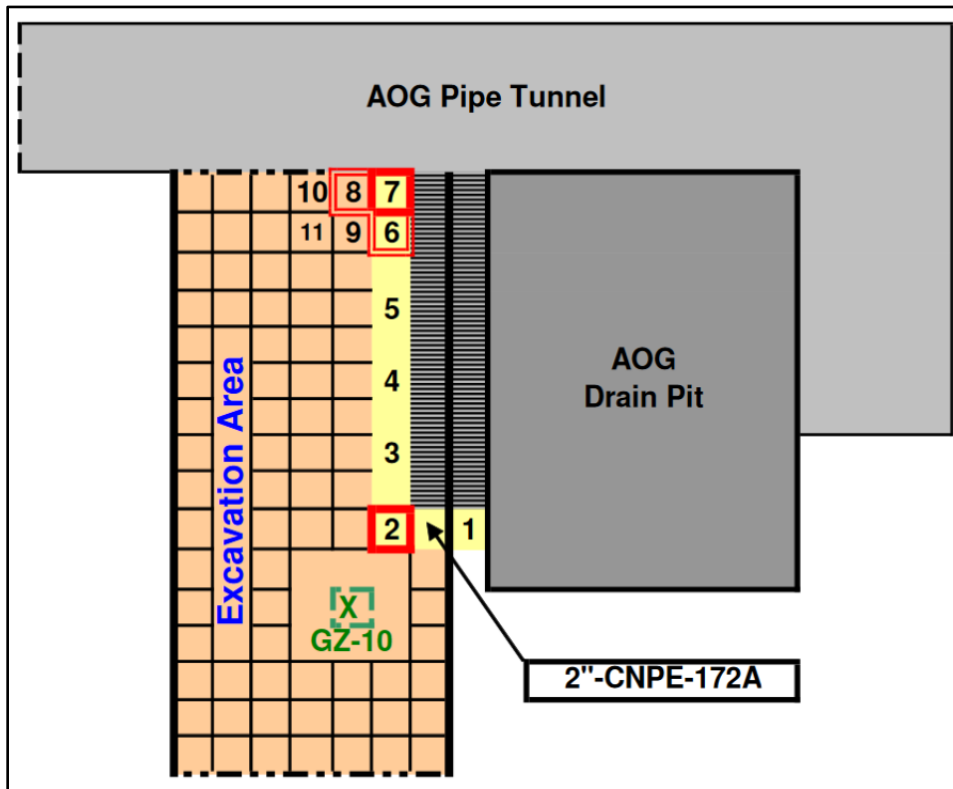 AOG Pipe Tunnel
10 8 7
11 9 6
5
4
3
2 1
AOG
Drain Pit
Excavation Area
X
GZ-10
2"-CNPE-172A